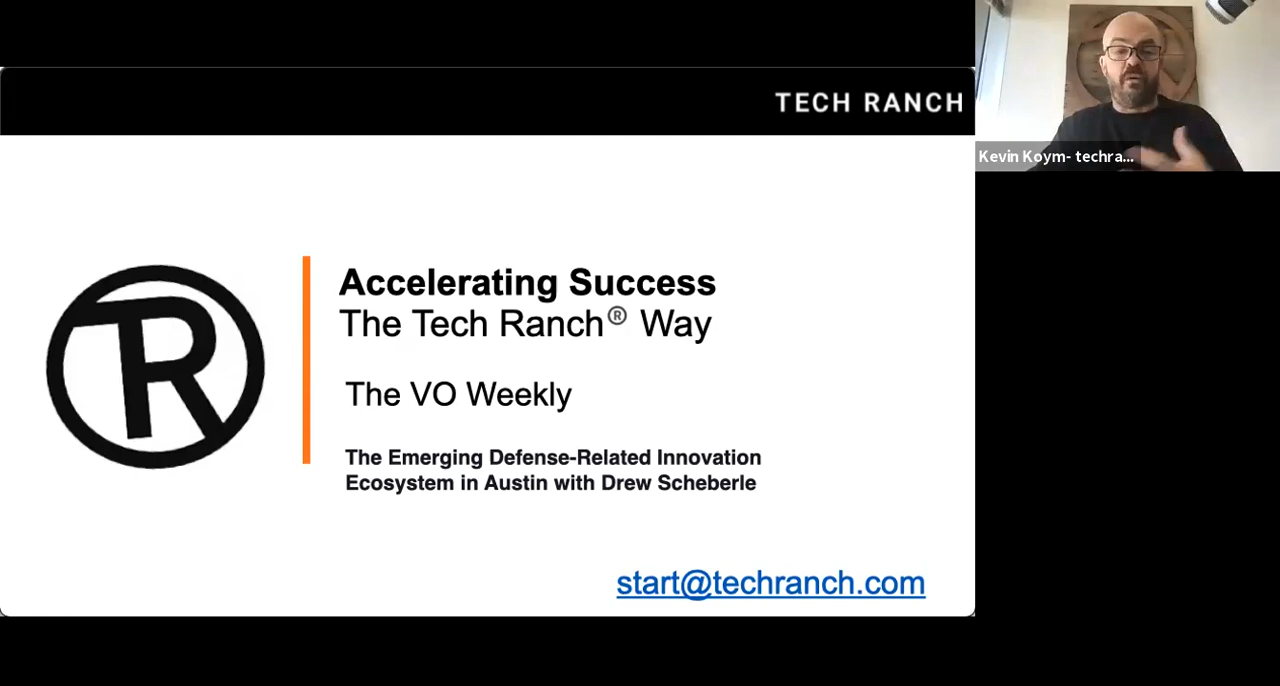 TECH RANCH
Kevin Koym- techra...
TR
Accelerating Success
The Tech Ranch® Way
The VO Weekly
The Emerging Defense-Related Innovation
Ecosystem in Austin with Drew Scheberle
start@techranch.com